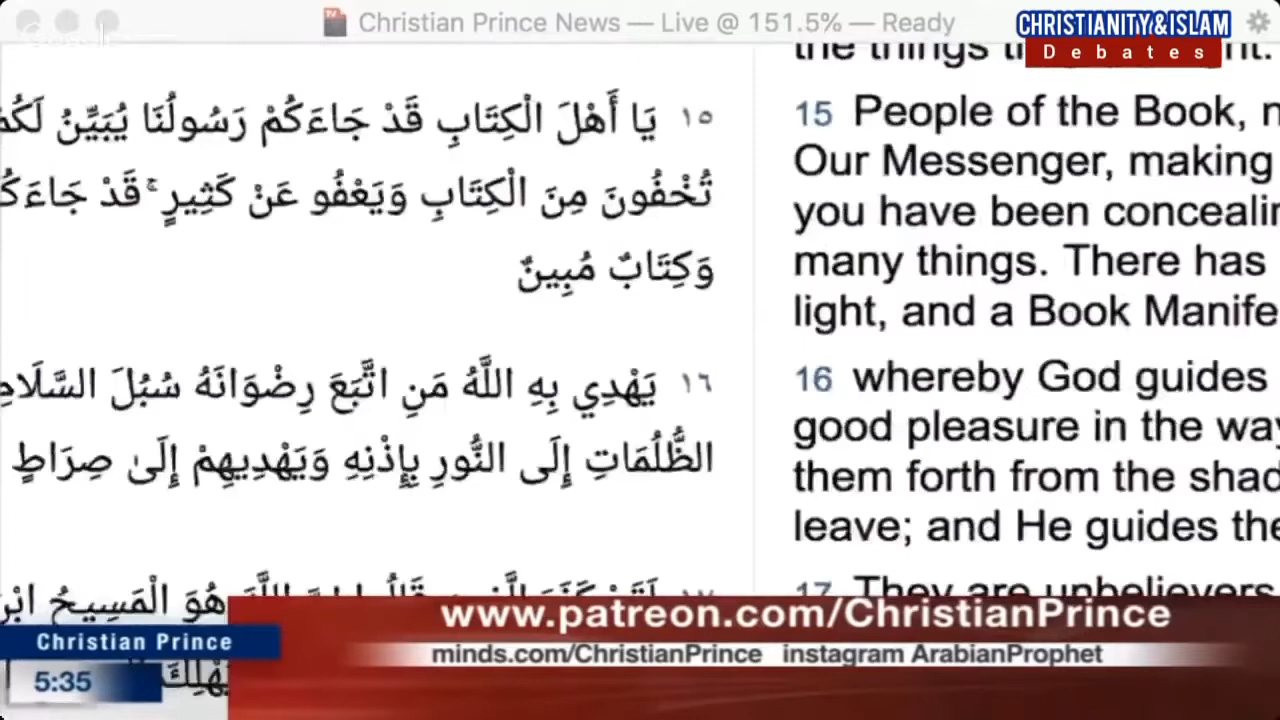 Christian Prince News — Live @ 151.5% — Ready
CHRISTIANITY&ISLAM
Debates
the things
١٥ يَا أَهْلَ الْكِتَابِ قَدْ جَاءَكُمْ رَسُولُنَا يُبَيِّنُ لَكُمْ
تُخْفُونَ مِنَ الْكِتَابِ وَيَعْفُو عَنْ كَثِيرٍ ۚ قَدْ جَاءَكُ
وَكِتَابٌ مُبِينٌ
١٦ يَهْدِي بِهِ اللَّهُ مَنِ اتَّبَعَ رِضْوَانَهُ سُبُلَ السَّلَامِ
الظُّلُمَاتِ إِلَى النُّورِ بِإِذْنِهِ وَيَهْدِيهِمْ إِلَىٰ صِرَاطٍ
هُوَ الْمَسِيحُ ابْنُ
15 People of the Book, n
Our Messenger, making
you have been concealin
many things. There has
light, and a Book Manife
16 whereby God guides
good pleasure in the way
them forth from the shad
leave; and He guides the
17 They are unbelievers
www.patreon.com/ChristianPrince
Christian Prince
minds.com/ChristianPrince instagram ArabianProphet
5:35